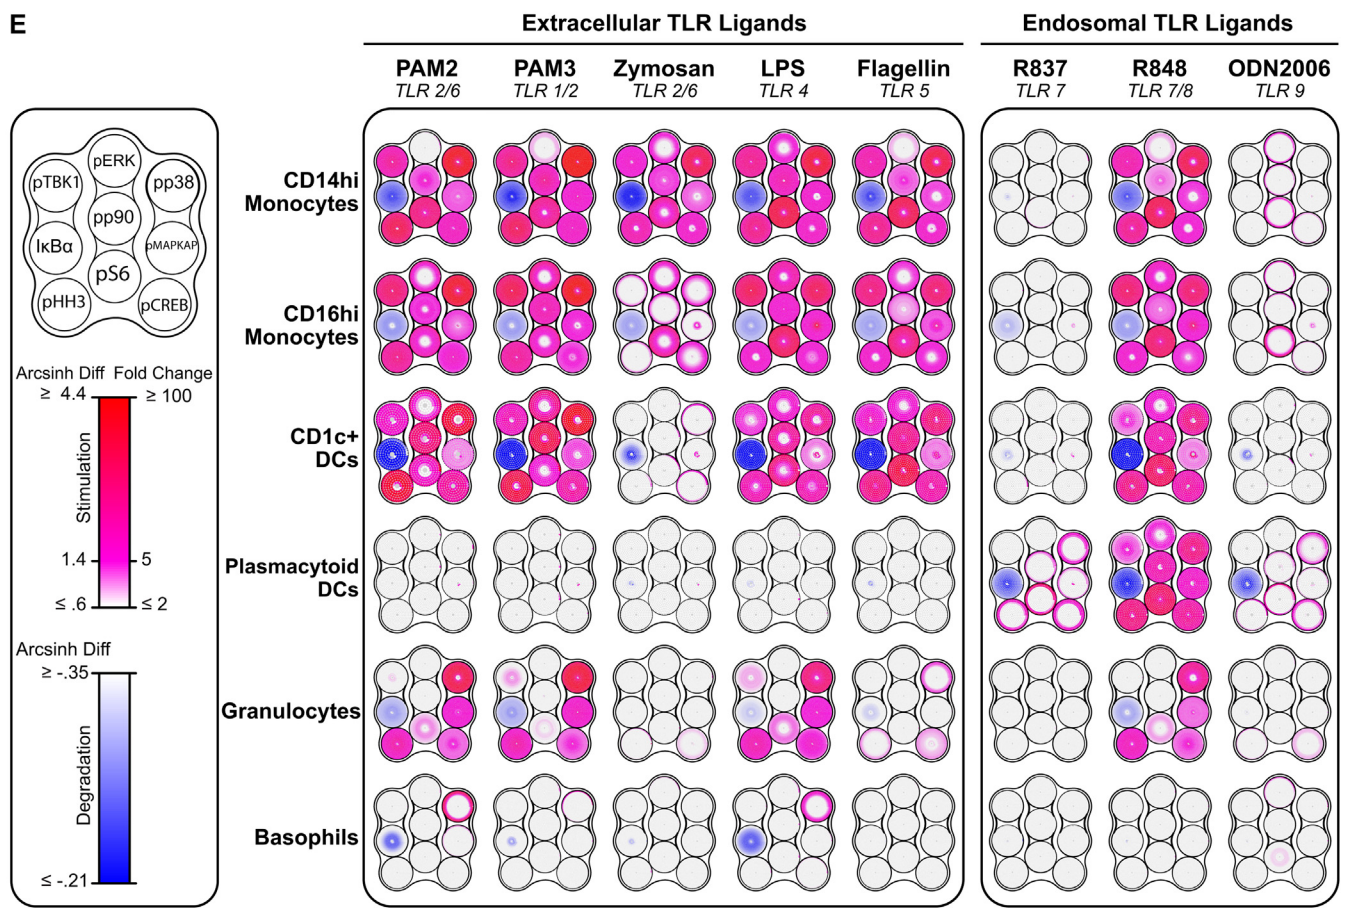 E
Extracellular TLR Ligands
Endosomal TLR Ligands
PAM2
PAM3
Zymosan
LPS
Flagellin
R837
R848
ODN2006
TLR 2/6
TLR 1/2
TLR 2/6
TLR 4
TLR 5
TLR 7
TLR 7/8
TLR 9
pERK
pTBK1
pp38
pp90
IκBα
pMAPKAP
pS6
pHH3
pCREB
Arcsinh Diff
Fold Change
≥ 4.4
≥ 100
Stimulation
1.4
5
≤ .6
≤ 2
Arcsinh Diff
≥ -.35
Degradation
≤ -.21
CD14hi
Monocytes
CD16hi
Monocytes
CD1c+
DCs
Plasmacytoid
DCs
Granulocytes
Basophils